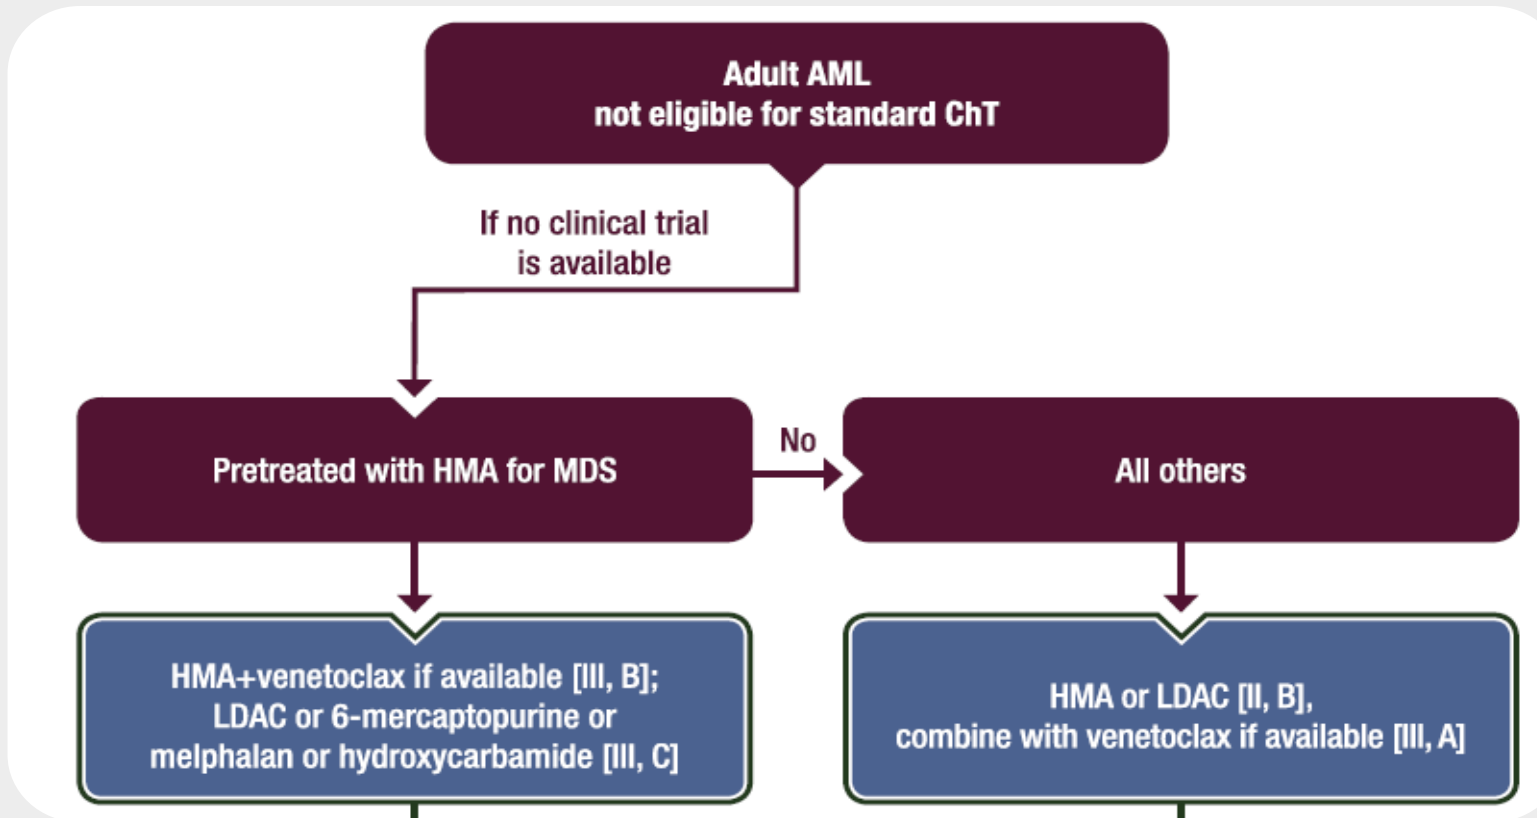 Adult AML
not eligible for standard ChT
If no clinical trial
is available
Pretreated with HMA for MDS
No
All others
HMA+venetoclax if available [III, B];
LDAC or 6-mercaptopurine or
melphalan or hydroxycarbamide [III, C]
HMA or LDAC [II, B],
combine with venetoclax if available [III, A]